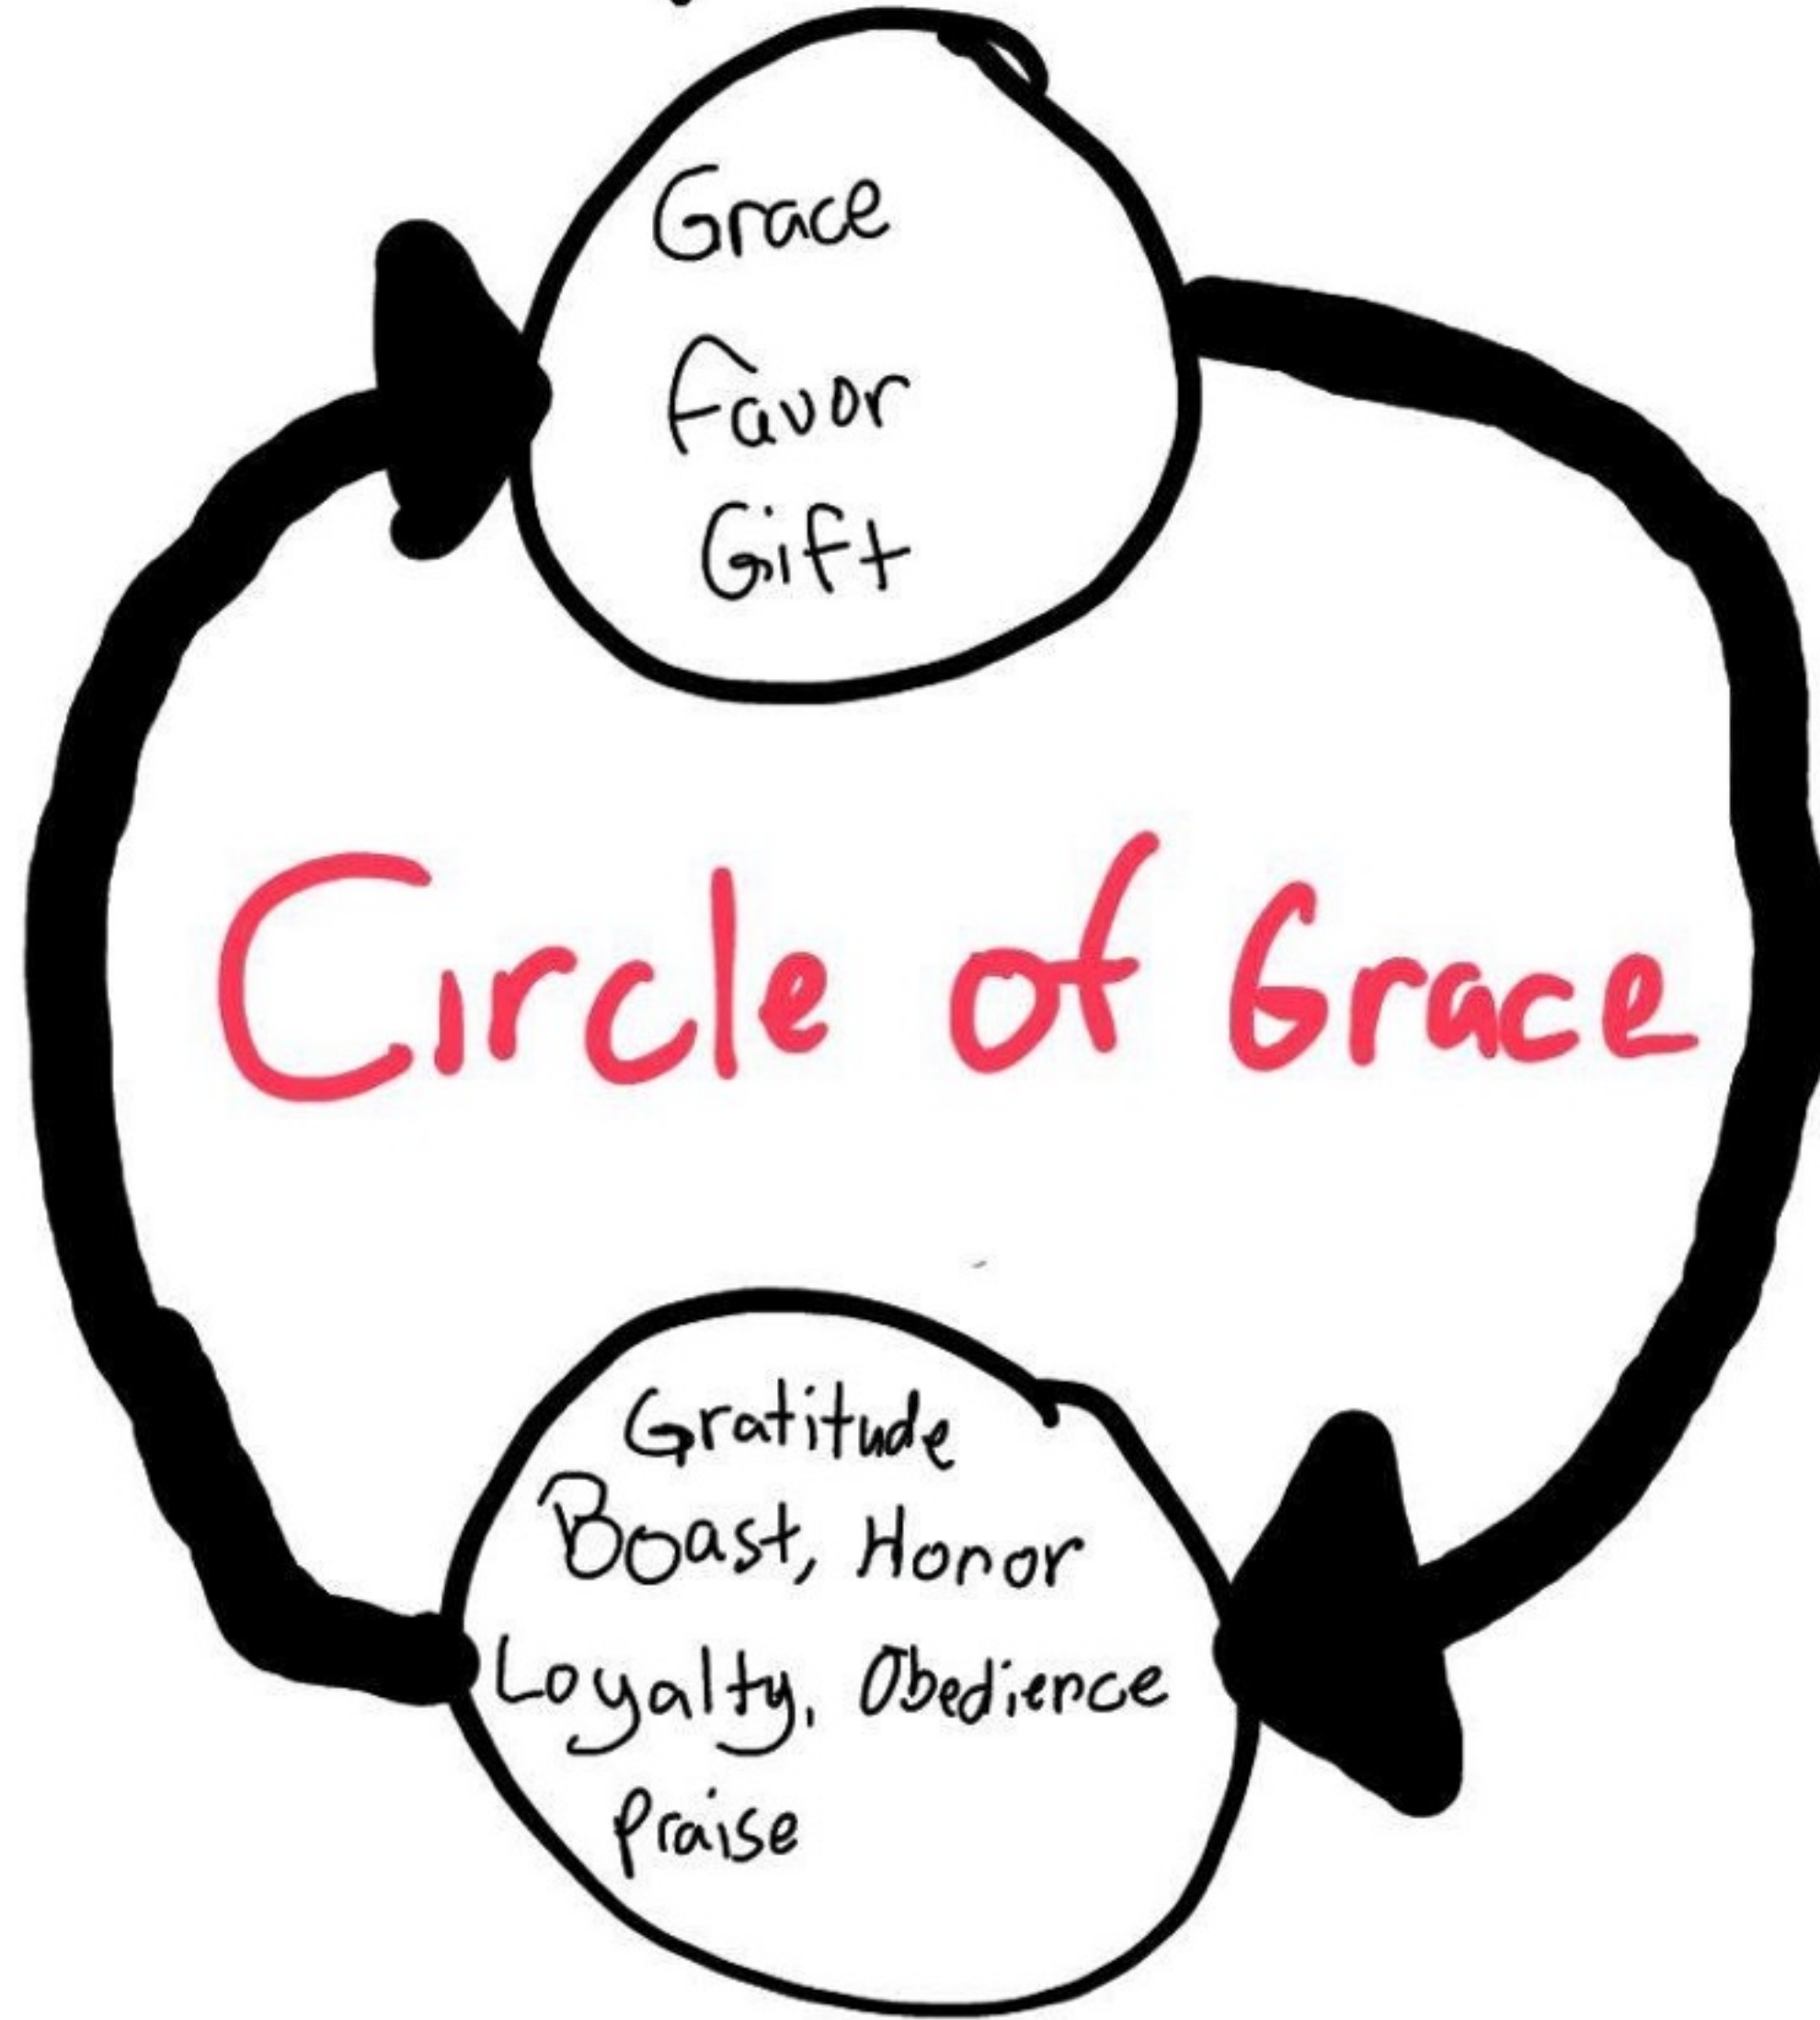 Grace
Favor
Gift
Circle of Grace
Gratitude
Boast, Honor
Loyalty, Obedience
Praise